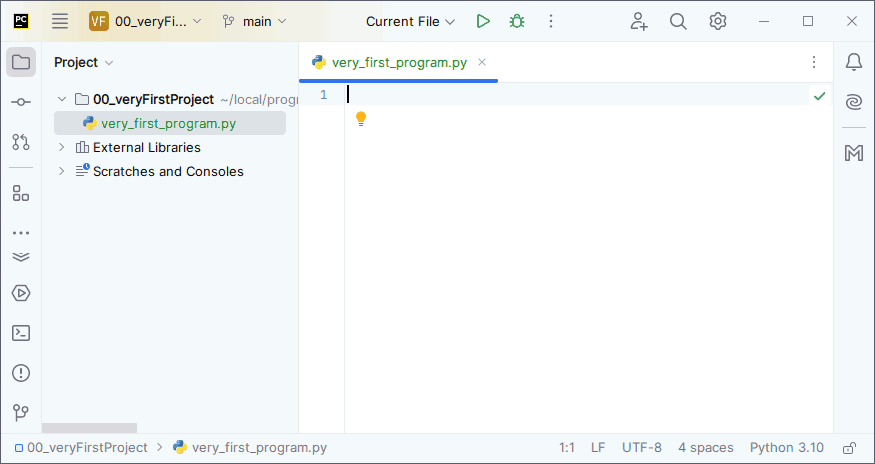 PC VF 00_veryFi... main Current File
Project
very_first_program.py
00_veryFirstProject ~/local/progr
very_first_program.py
External Libraries
Scratches and Consoles
1
00_veryFirstProject very_first_program.py 1:1 LF UTF-8 4 spaces Python 3.10